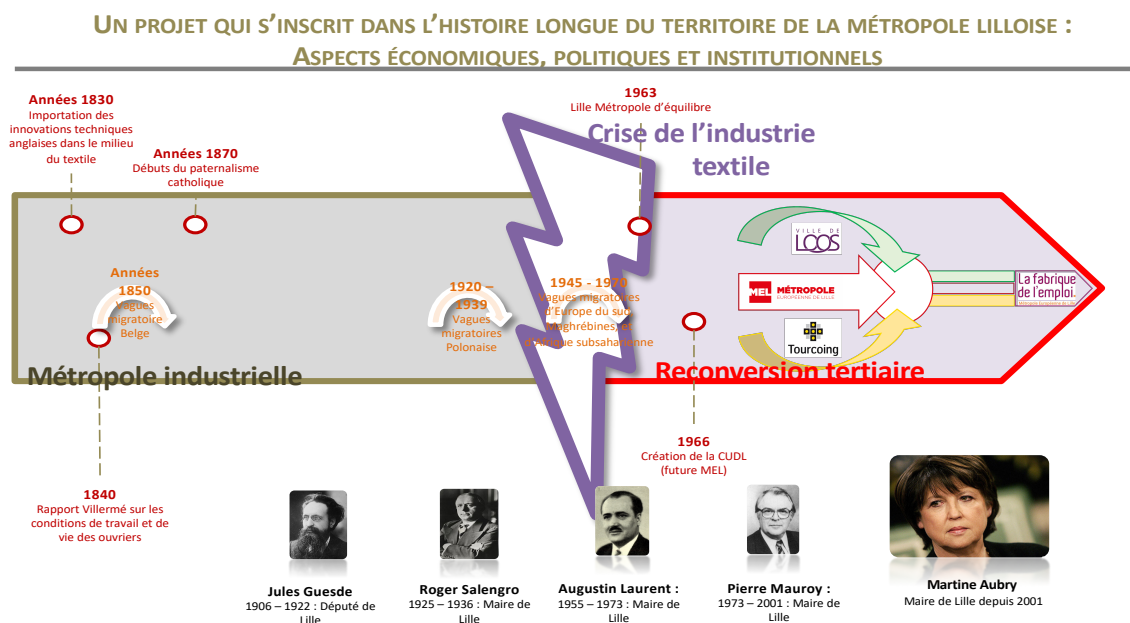 UN PROJET QUI S'INSCRIT DANS L'HISTOIRE LONGUE DU TERRITOIRE DE LA MÉTROPOLE LILLOISE :
ASPECTS ÉCONOMIQUES, POLITIQUES ET INSTITUTIONNELS
Années 1830
Importation des
innovations techniques
anglaises dans le milieu
du textile
Années 1870
Débuts du paternalisme
catholique
1963
Lille Métropole d'équilibre
Crise de l'industrie
textile
Années
1850
Vagues
migratoire
Belge
1920 –
1939
Vagues
migratoires
Polonaise
1945 - 1970
Vagues migratoires
d'Europe du sud,
Maghrébines, et
d'Afrique subsaharienne
VILLE DE
LOOS
MEL MÉTROPOLE
EUROPÉENNE DE LILLE
Tourcoing
La fabrique
de l'emploi
Métropole Européenne de Lille
Métropole industrielle
Reconversion tertiaire
1840
Rapport Villermé sur les
conditions de travail et de
vie des ouvriers
1966
Création de la CUDL
(future MEL)
Jules Guesde
1906 – 1922 : Député de
Lille
Roger Salengro
1925 – 1936 : Maire de
Lille
Augustin Laurent :
1955 – 1973 : Maire de
Lille
Pierre Mauroy :
1973 – 2001 : Maire de
Lille
Martine Aubry
Maire de Lille depuis 2001